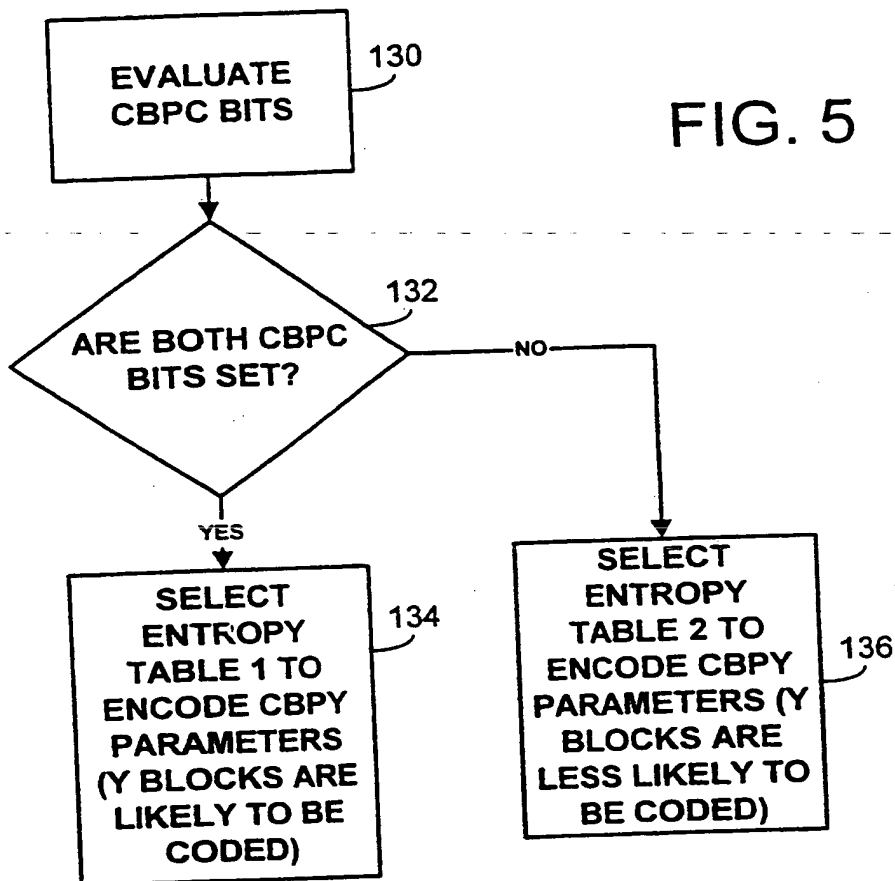 EVALUATE
CBPC BITS
130
FIG. 5
ARE BOTH CBPC
BITS SET?
132
NO
YES
SELECT
ENTROPY
TABLE 1 TO
ENCODE CBPY
PARAMETERS
(Y BLOCKS ARE
LIKELY TO BE
CODED)
134
SELECT
ENTROPY
TABLE 2 TO
ENCODE CBPY
PARAMETERS (Y
BLOCKS ARE
LESS LIKELY TO
BE CODED)
136